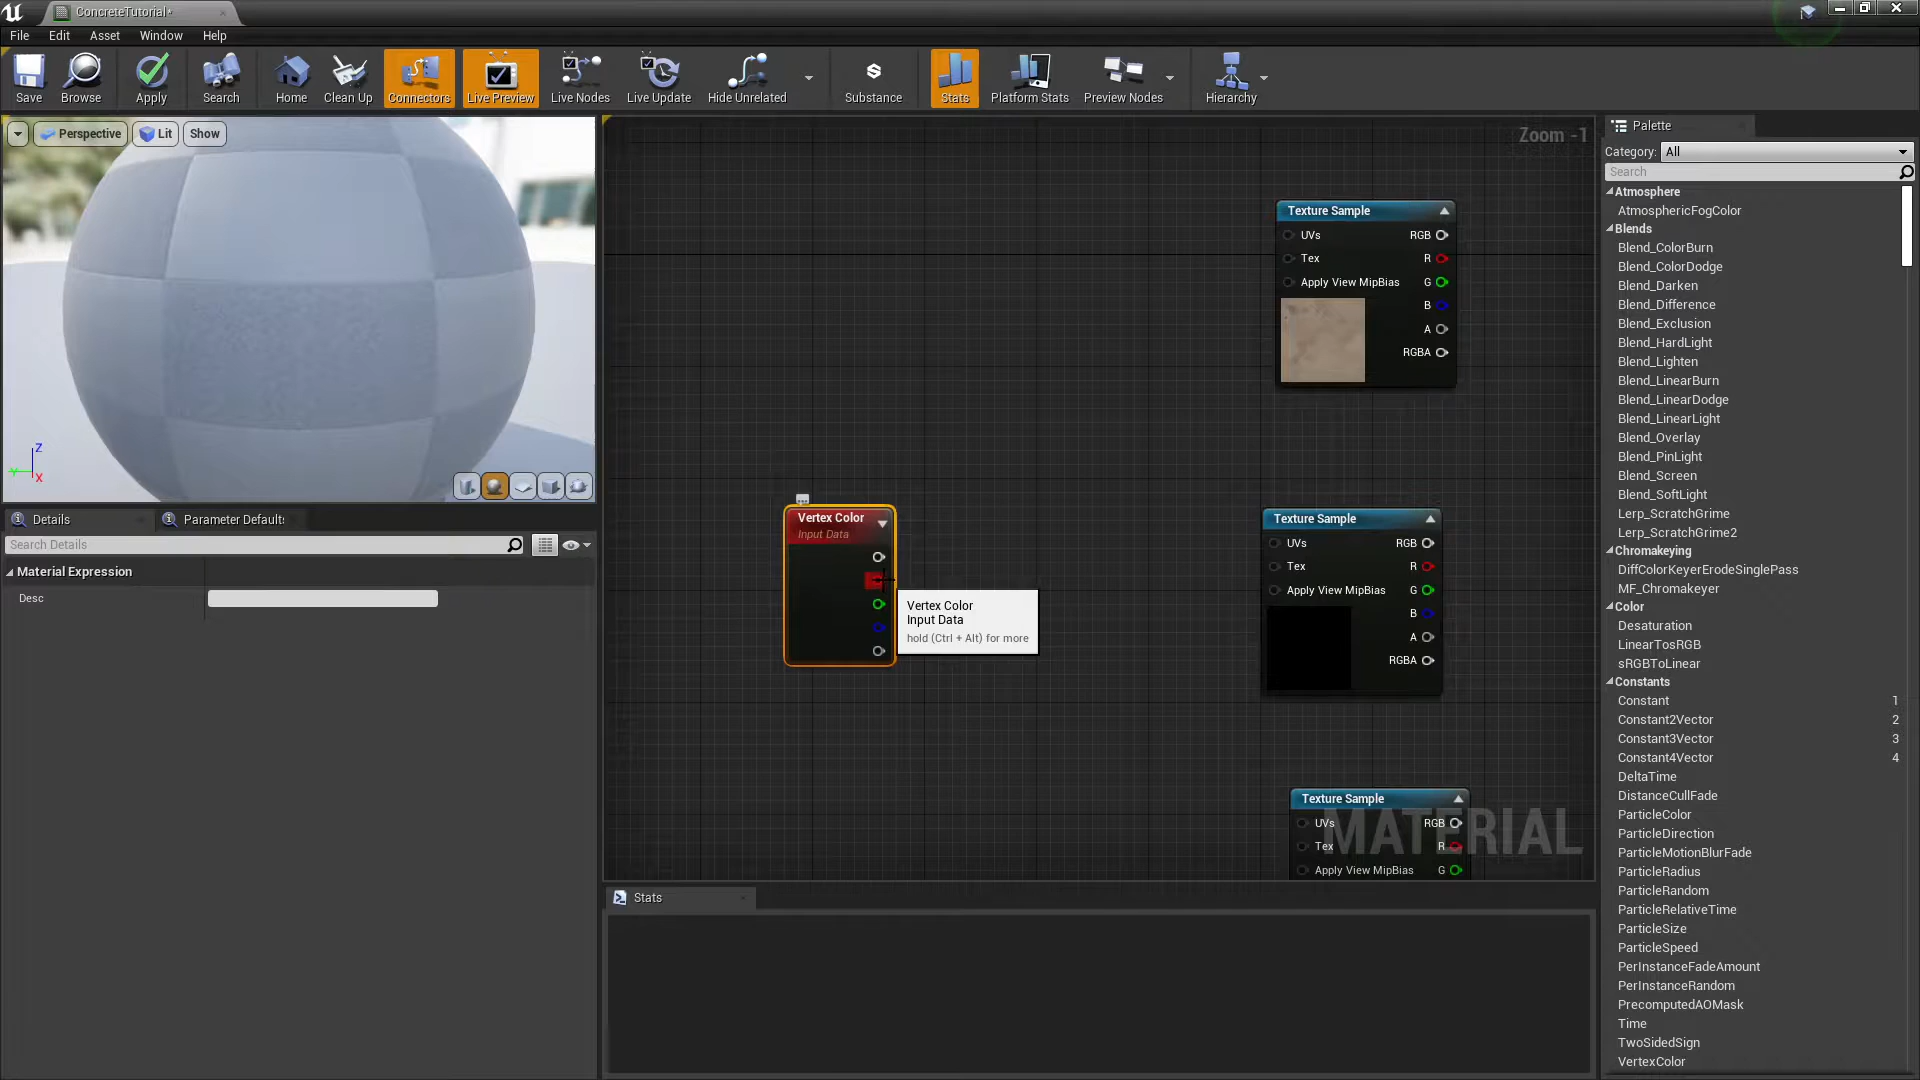 ConcreteTutorial*
File Edit Asset Window Help
Save Browse Apply Search Home Clean Up Connectors Live Preview Live Nodes Live Update Hide Unrelated Substance Stats Platform Stats Preview Nodes Hierarchy
Perspective Lit Show
Z
Y
X
Details Parameter Default
Search Details
Material Expression
Desc
Zoom -1
Texture Sample
UVs RGB
Tex R
Apply View MipBias G
B
A
RGBA
Vertex Color
Input Data
Vertex Color
Input Data
hold (Ctrl + Alt) for more
Texture Sample
UVs RGB
Tex R
Apply View MipBias G
B
A
RGBA
Texture Sample
UVs RGB
Tex R
Apply View MipBias G
MATERIAL
Stats
Palette
Category: All
Search
Atmosphere
AtmosphericFogColor
Blends
Blend_ColorBurn
Blend_ColorDodge
Blend_Darken
Blend_Difference
Blend_Exclusion
Blend_HardLight
Blend_Lighten
Blend_LinearBurn
Blend_LinearDodge
Blend_LinearLight
Blend_Overlay
Blend_PinLight
Blend_Screen
Blend_SoftLight
Lerp_ScratchGrime
Lerp_ScratchGrime2
Chromakeying
DiffColorKeyerErodeSinglePass
MF_Chromakeyer
Color
Desaturation
LinearTosRGB
sRGBToLinear
Constants
Constant 1
Constant2Vector 2
Constant3Vector 3
Constant4Vector 4
DeltaTime
DistanceCullFade
ParticleColor
ParticleDirection
ParticleMotionBlurFade
ParticleRadius
ParticleRandom
ParticleRelativeTime
ParticleSize
ParticleSpeed
PerInstanceFadeAmount
PerInstanceRandom
PrecomputedAOMask
Time
TwoSidedSign
VertexColor